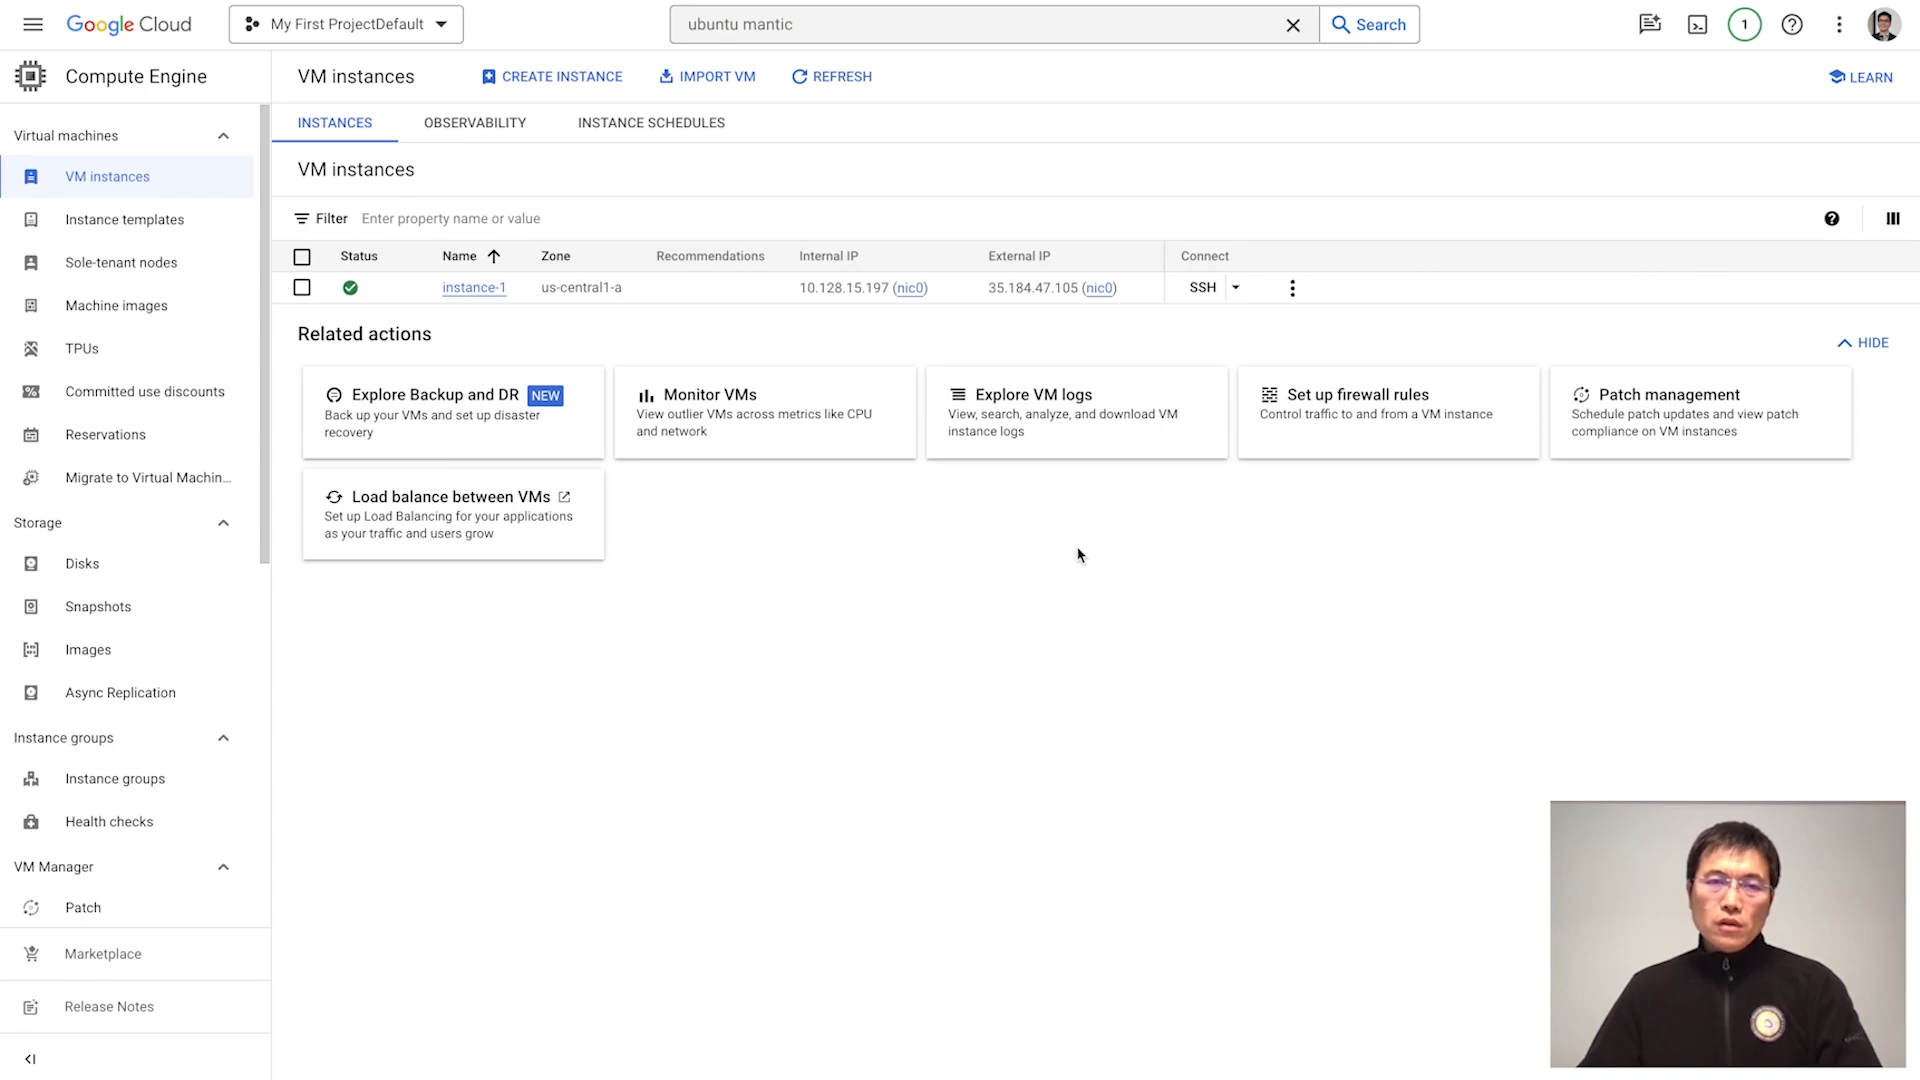 Google Cloud
My First ProjectDefault
ubuntu mantic
Search
1
Compute Engine
VM instances
CREATE INSTANCE
IMPORT VM
REFRESH
LEARN
Virtual machines
VM instances
Instance templates
Sole-tenant nodes
Machine images
TPUs
Committed use discounts
Reservations
Migrate to Virtual Machin...
Storage
Disks
Snapshots
Images
Async Replication
Instance groups
Instance groups
Health checks
VM Manager
Patch
Marketplace
Release Notes
INSTANCES
OBSERVABILITY
INSTANCE SCHEDULES
VM instances
Filter
Enter property name or value
Status
Name
Zone
Recommendations
Internal IP
External IP
Connect
instance-1
us-central1-a
10.128.15.197 (nic0)
35.184.47.105 (nic0)
SSH
Related actions
HIDE
Explore Backup and DR NEW
Back up your VMs and set up disaster
recovery
Monitor VMs
View outlier VMs across metrics like CPU
and network
Explore VM logs
View, search, analyze, and download VM
instance logs
Set up firewall rules
Control traffic to and from a VM instance
Patch management
Schedule patch updates and view patch
compliance on VM instances
Load balance between VMs
Set up Load Balancing for your applications
as your traffic and users grow